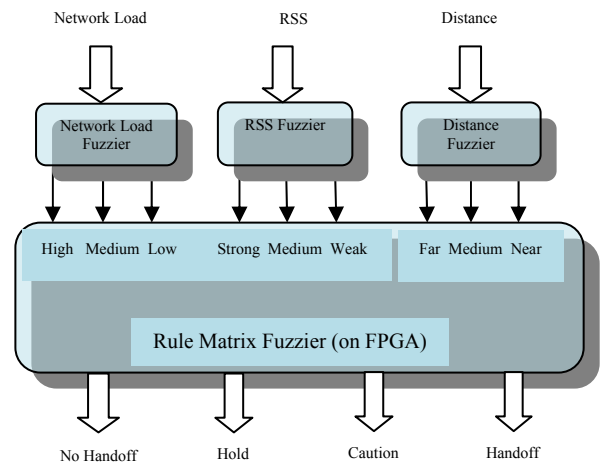 Network Load RSS Distance
Network Load
Fuzzier
RSS Fuzzier
Distance
Fuzzier
High Medium Low Strong Medium Weak Far Medium Near
Rule Matrix Fuzzier (on FPGA)
No Handoff Hold Caution Handoff